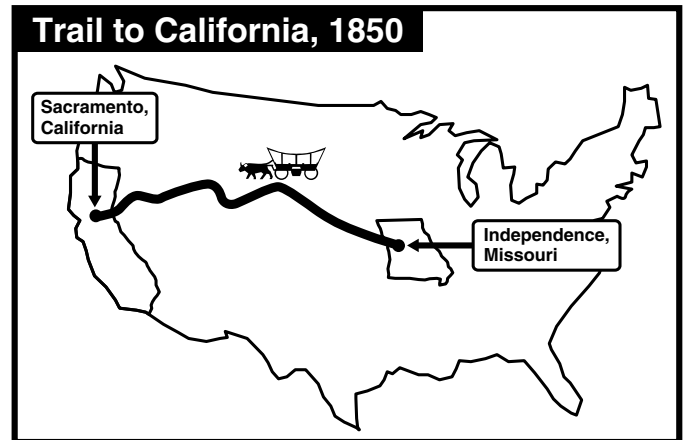 Trail to California, 1850
Sacramento,
California
Independence,
Missouri